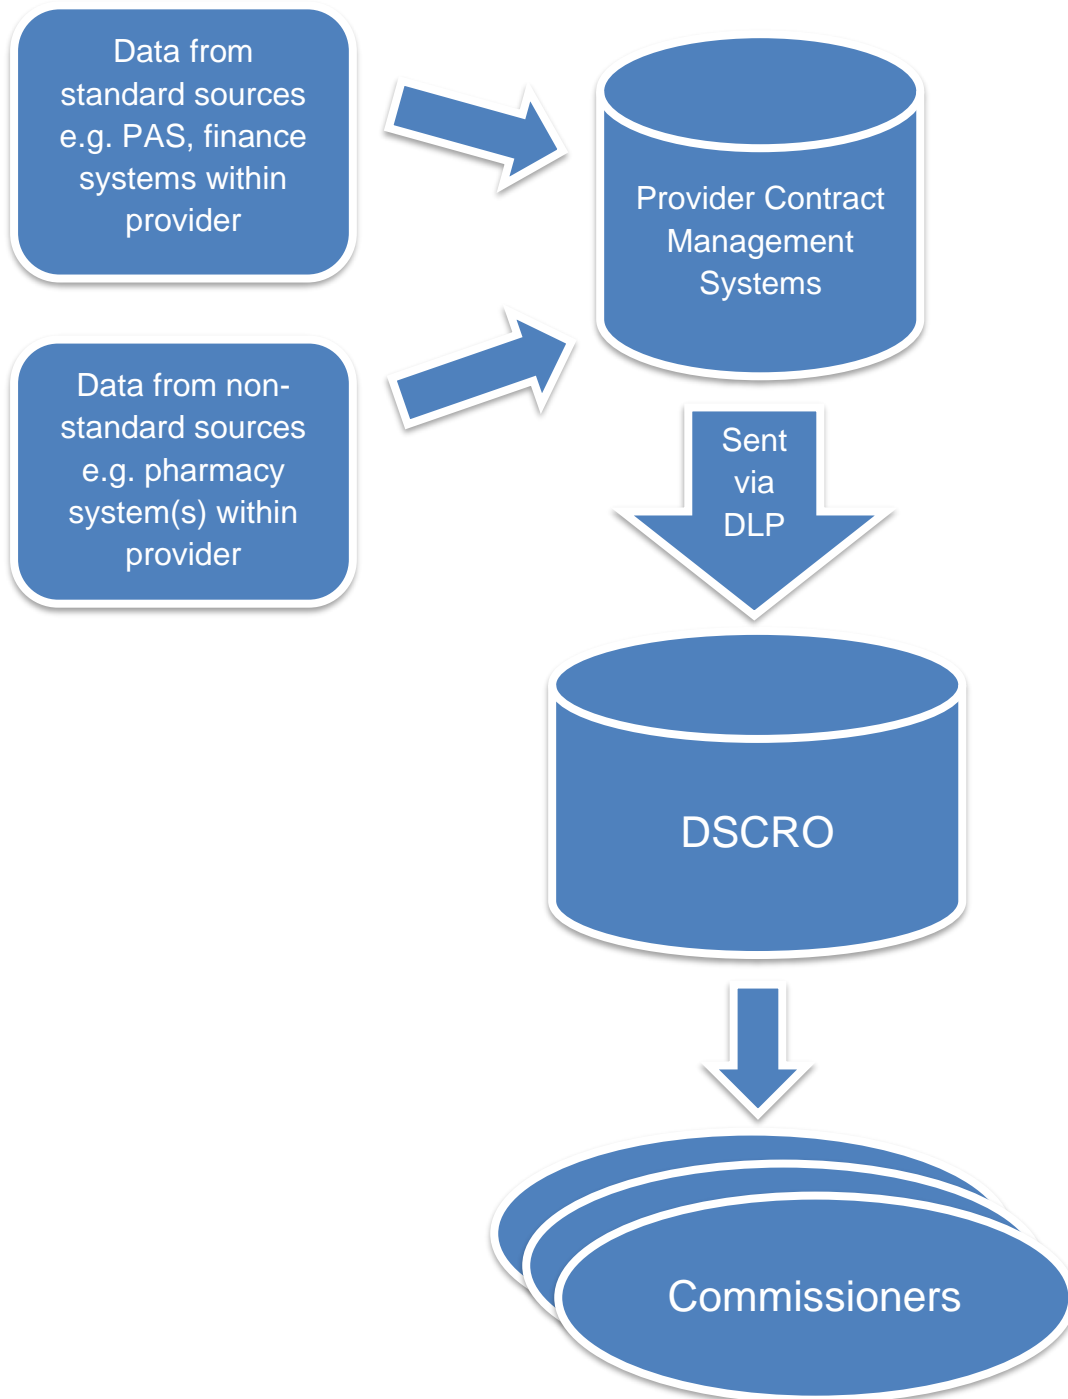 Data from
standard sources
e.g. PAS, finance
systems within
provider
Provider Contract
Management
Systems
Data from non-
standard sources
e.g. pharmacy
system(s) within
provider
Sent
via
DLP
DSCRO
Commissioners